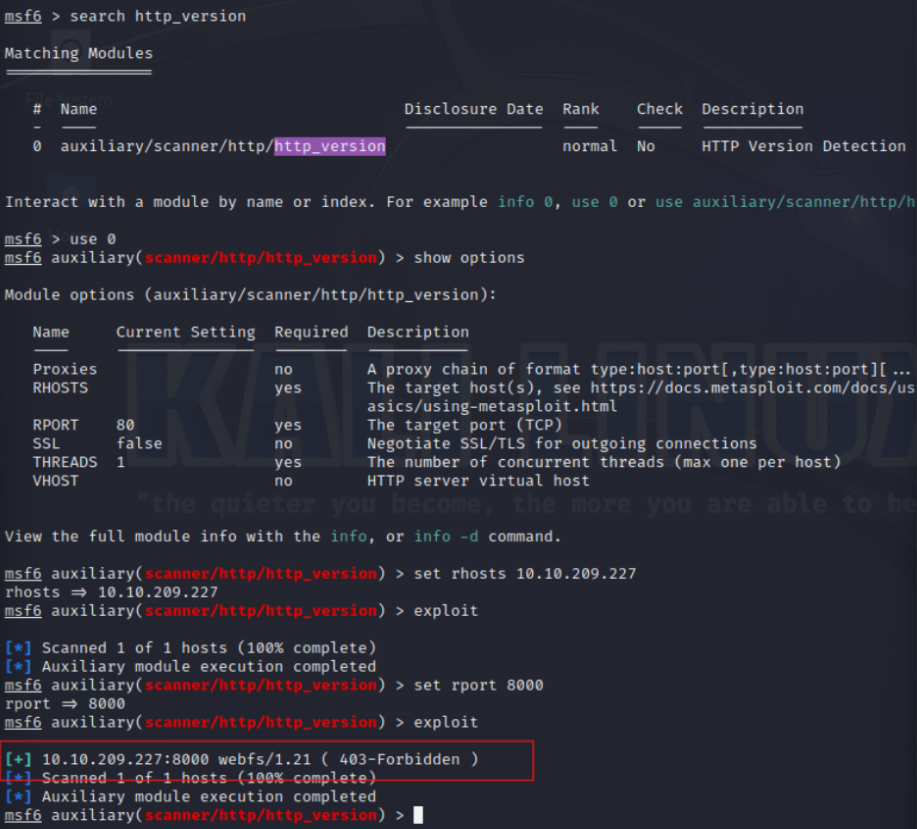 msf6 > search http_version
Matching Modules
# Name Disclosure Date Rank Check Description
- ---- --------------- ---- ----- -----------
0 auxiliary/scanner/http/http_version normal No HTTP Version Detection
Interact with a module by name or index. For example info 0, use 0 or use auxiliary/scanner/http/h
msf6 > use 0
msf6 auxiliary(scanner/http/http_version) > show options
Module options (auxiliary/scanner/http/http_version):
Name Current Setting Required Description
---- --------------- -------- -----------
Proxies no A proxy chain of format type:host:port[,type:host:port][ ...
RHOSTS yes The target host(s), see https://docs.metasploit.com/docs/us
asics/using-metasploit.html
RPORT 80 yes The target port (TCP)
SSL false no Negotiate SSL/TLS for outgoing connections
THREADS 1 yes The number of concurrent threads (max one per host)
VHOST no HTTP server virtual host
"the quieter you become, the more you are able to he
View the full module info with the info, or info -d command.
msf6 auxiliary(scanner/http/http_version) > set rhosts 10.10.209.227
rhosts ⇒ 10.10.209.227
msf6 auxiliary(scanner/http/http_version) > exploit
[*] Scanned 1 of 1 hosts (100% complete)
[*] Auxiliary module execution completed
msf6 auxiliary(scanner/http/http_version) > set rport 8000
rport ⇒ 8000
msf6 auxiliary(scanner/http/http_version) > exploit
[+] 10.10.209.227:8000 webfs/1.21 ( 403-Forbidden )
[*] Scanned 1 of 1 hosts (100% complete)
[*] Auxiliary module execution completed
msf6 auxiliary(scanner/http/http_version) >